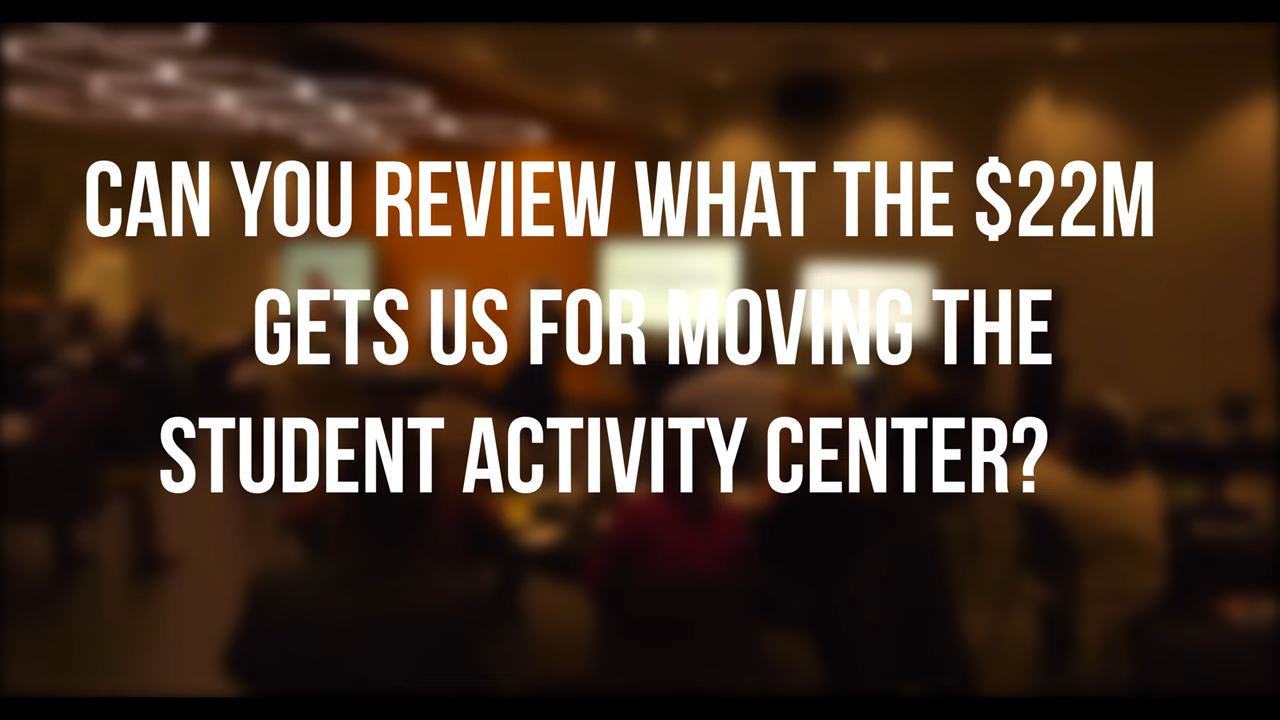 CAN YOU REVIEW WHAT THE $22M
GETS US FOR MOVING THE
STUDENT ACTIVITY CENTER?